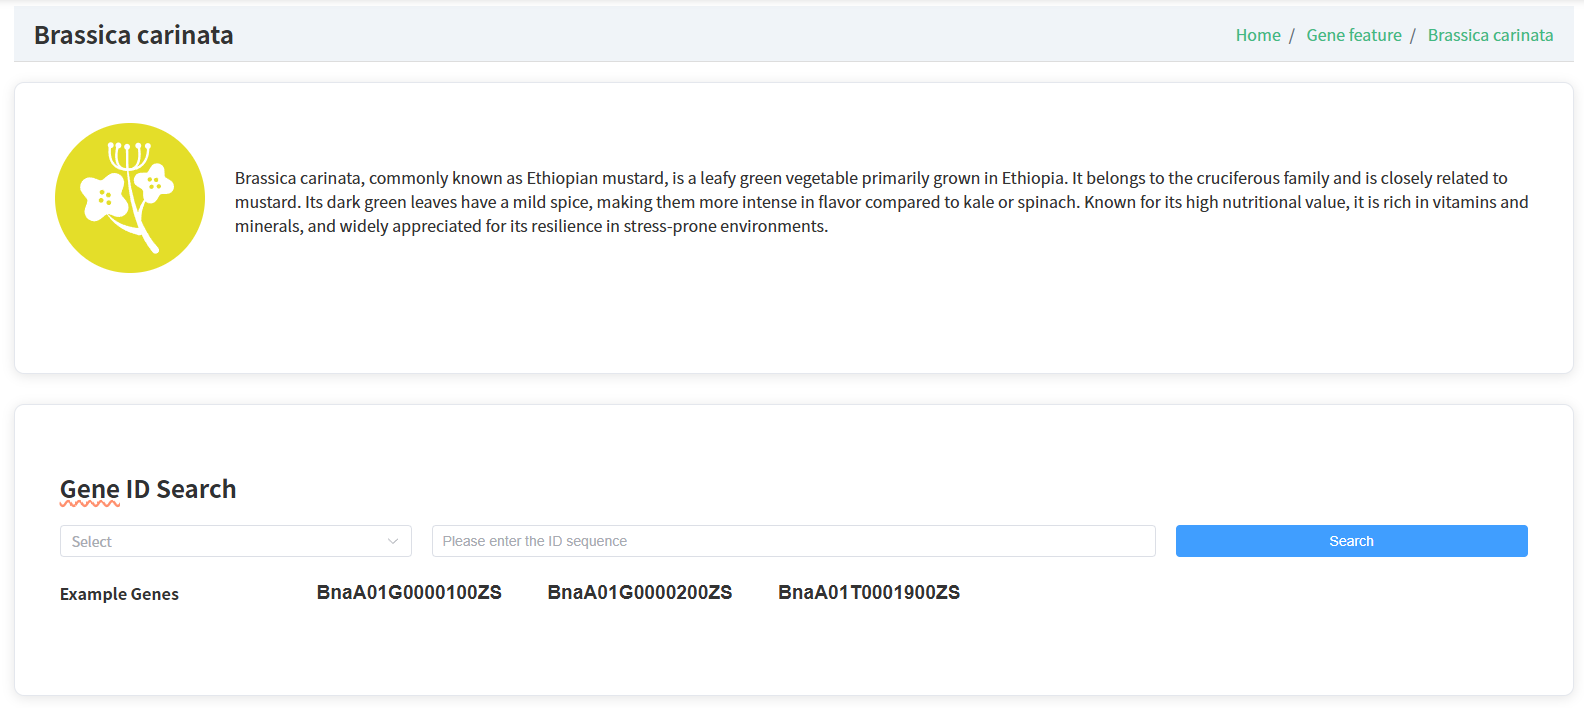 Brassica carinata
Home / Gene feature / Brassica carinata
Brassica carinata, commonly known as Ethiopian mustard, is a leafy green vegetable primarily grown in Ethiopia. It belongs to the cruciferous family and is closely related to
mustard. Its dark green leaves have a mild spice, making them more intense in flavor compared to kale or spinach. Known for its high nutritional value, it is rich in vitamins and
minerals, and widely appreciated for its resilience in stress-prone environments.
Gene ID Search
Select
Please enter the ID sequence
Search
Example Genes BnaA01G0000100ZS BnaA01G0000200ZS BnaA01T0001900ZS